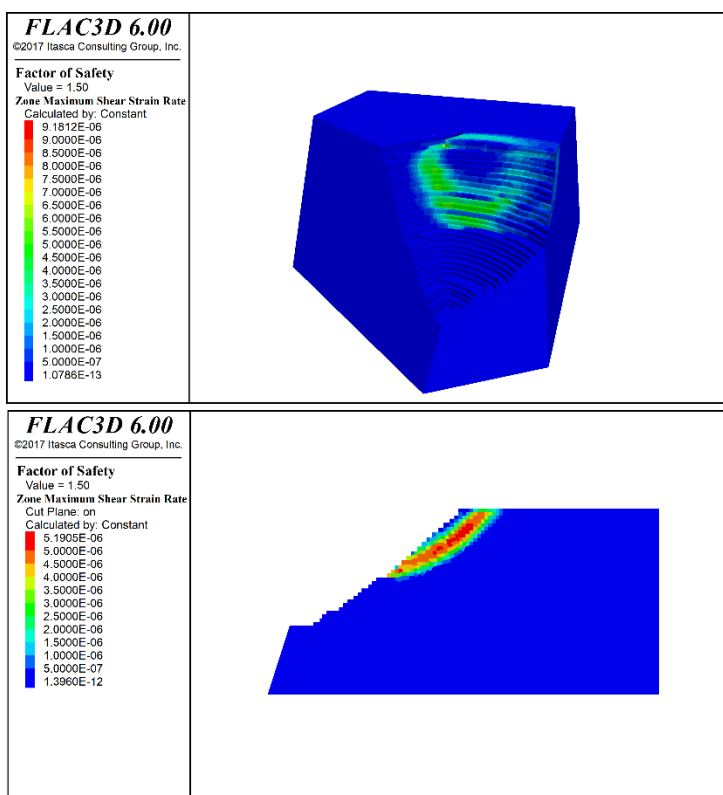 FLAC3D 6.00
©2017 Itasca Consulting Group, Inc.
Factor of Safety
Value = 1.50
Zone Maximum Shear Strain Rate
Calculated by: Constant
9.1812E-06
9.0000E-06
8.5000E-06
8.0000E-06
7.5000E-06
7.0000E-06
6.5000E-06
6.0000E-06
5.5000E-06
5.0000E-06
4.5000E-06
4.0000E-06
3.5000E-06
3.0000E-06
2.5000E-06
2.0000E-06
1.5000E-06
1.0000E-06
5.0000E-07
1.0786E-13
FLAC3D 6.00
©2017 Itasca Consulting Group, Inc.
Factor of Safety
Value = 1.50
Zone Maximum Shear Strain Rate
Cut Plane: on
Calculated by: Constant
5.1905E-06
5.0000E-06
4.5000E-06
4.0000E-06
3.5000E-06
3.0000E-06
2.5000E-06
2.0000E-06
1.5000E-06
1.0000E-06
5.0000E-07
1.3960E-12